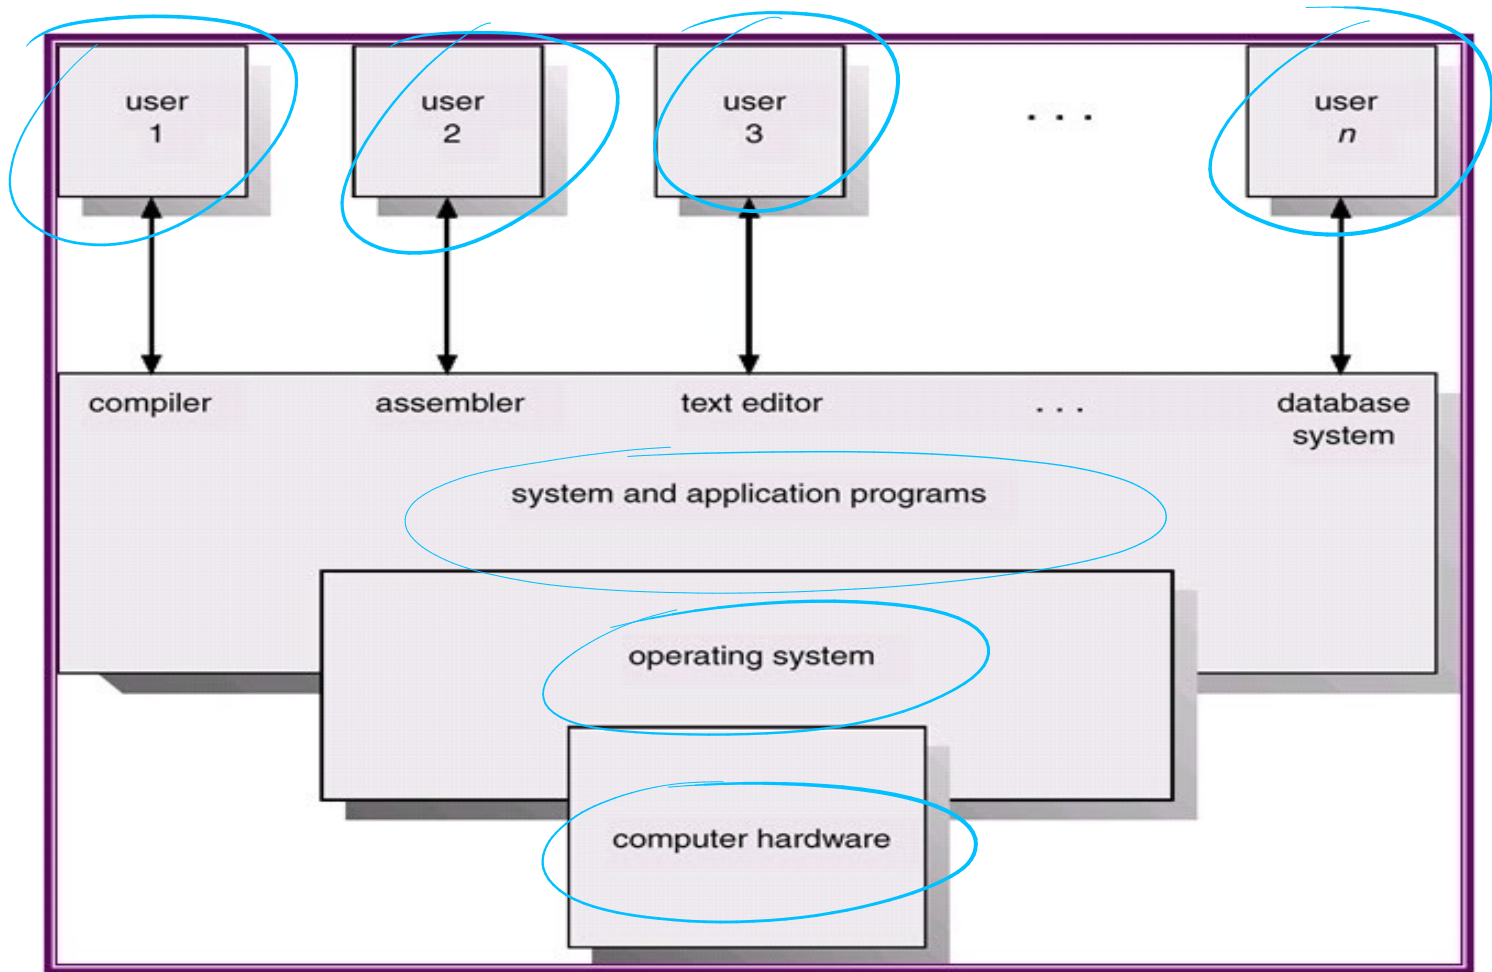 user
1
user
2
user
3
. . .
user
n
compiler
assembler
text editor
. . .
database
system
system and application programs
operating system
computer hardware